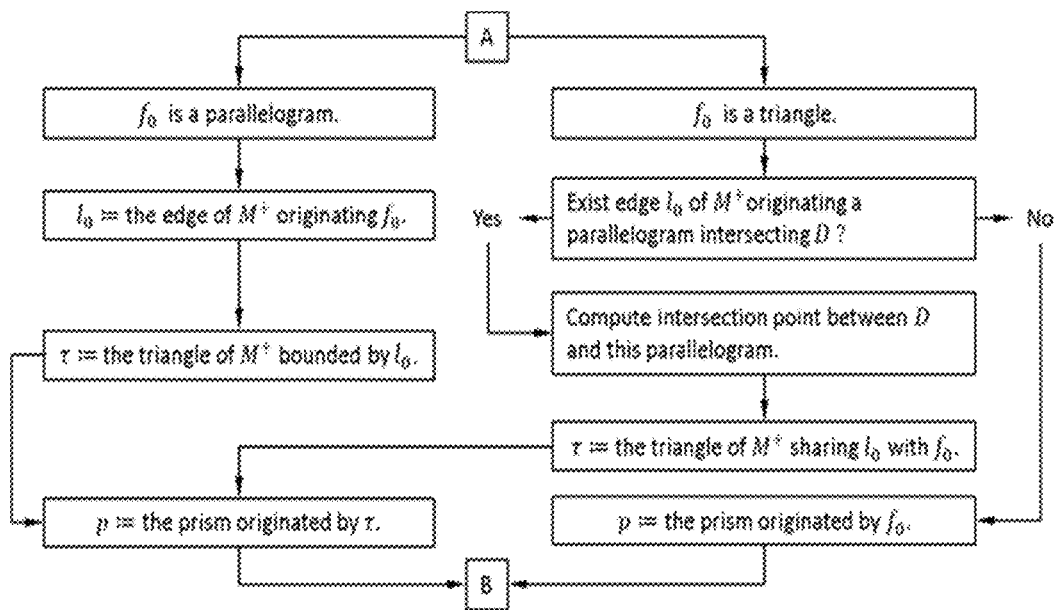 A
f₀ is a parallelogram.
f₀ is a triangle.
l₀ ≔ the edge of M⁺ originating f₀.
Yes
Exist edge l₀ of M⁺ originating a
parallelogram intersecting D ?
No
Compute intersection point between D
and this parallelogram.
τ ≔ the triangle of M⁺ bounded by l₀.
τ ≔ the triangle of M⁺ sharing l₀ with f₀.
p ≔ the prism originated by τ.
p ≔ the prism originated by f₀.
B